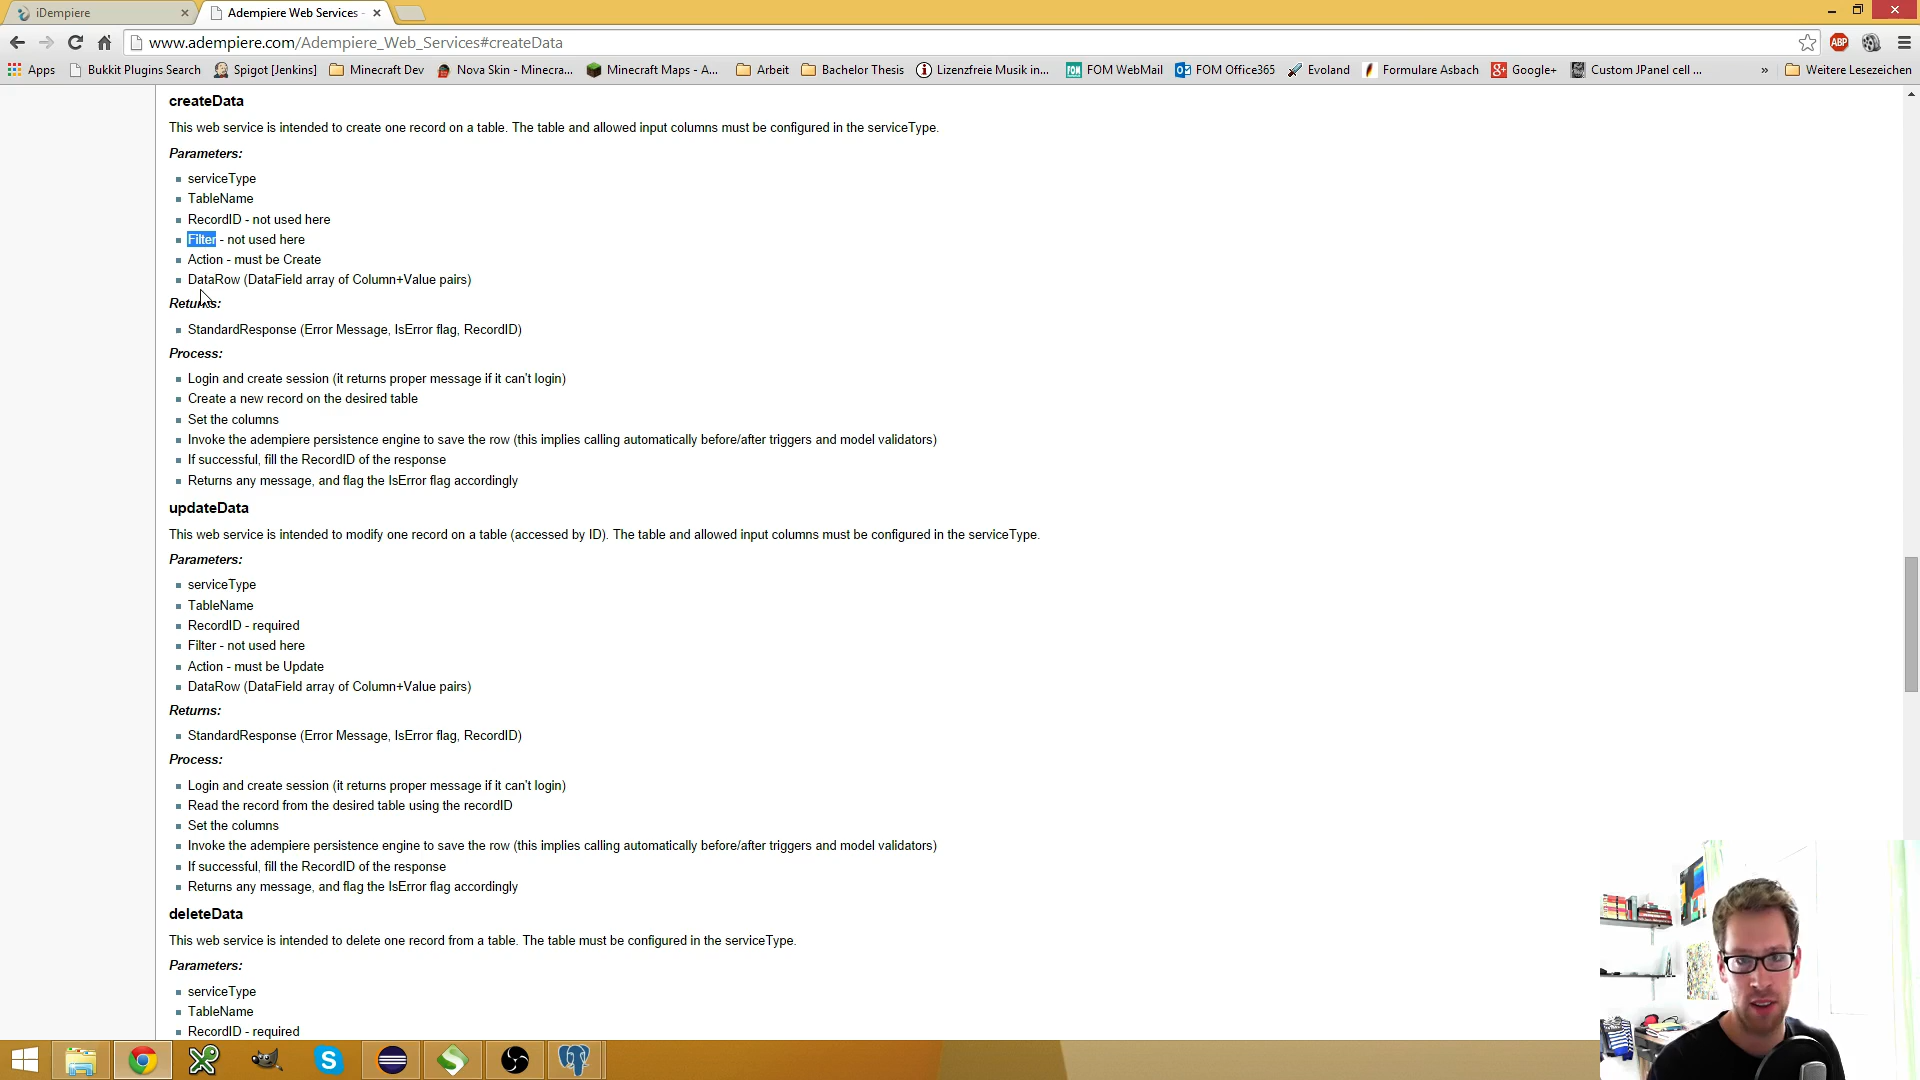 iDempiere
Adempiere Web Services -
www.adempiere.com/Adempiere_Web_Services#createData
ABP
Apps
Bukkit Plugins Search
Spigot [Jenkins]
Minecraft Dev
Nova Skin - Minecra...
Minecraft Maps - A...
Arbeit
Bachelor Thesis
Lizenzfreie Musik in...
FOM WebMail
FOM Office365
Evoland
Formulare Asbach
Google+
Custom JPanel cell ...
»
Weitere Lesezeichen
createData
This web service is intended to create one record on a table. The table and allowed input columns must be configured in the serviceType.
Parameters:
serviceType
TableName
RecordID - not used here
Filter - not used here
Action - must be Create
DataRow (DataField array of Column+Value pairs)
Returns:
StandardResponse (Error Message, IsError flag, RecordID)
Process:
Login and create session (it returns proper message if it can't login)
Create a new record on the desired table
Set the columns
Invoke the adempiere persistence engine to save the row (this implies calling automatically before/after triggers and model validators)
If successful, fill the RecordID of the response
Returns any message, and flag the IsError flag accordingly
updateData
This web service is intended to modify one record on a table (accessed by ID). The table and allowed input columns must be configured in the serviceType.
Parameters:
serviceType
TableName
RecordID - required
Filter - not used here
Action - must be Update
DataRow (DataField array of Column+Value pairs)
Returns:
StandardResponse (Error Message, IsError flag, RecordID)
Process:
Login and create session (it returns proper message if it can't login)
Read the record from the desired table using the recordID
Set the columns
Invoke the adempiere persistence engine to save the row (this implies calling automatically before/after triggers and model validators)
If successful, fill the RecordID of the response
Returns any message, and flag the IsError flag accordingly
deleteData
This web service is intended to delete one record from a table. The table must be configured in the serviceType.
Parameters:
serviceType
TableName
RecordID - required